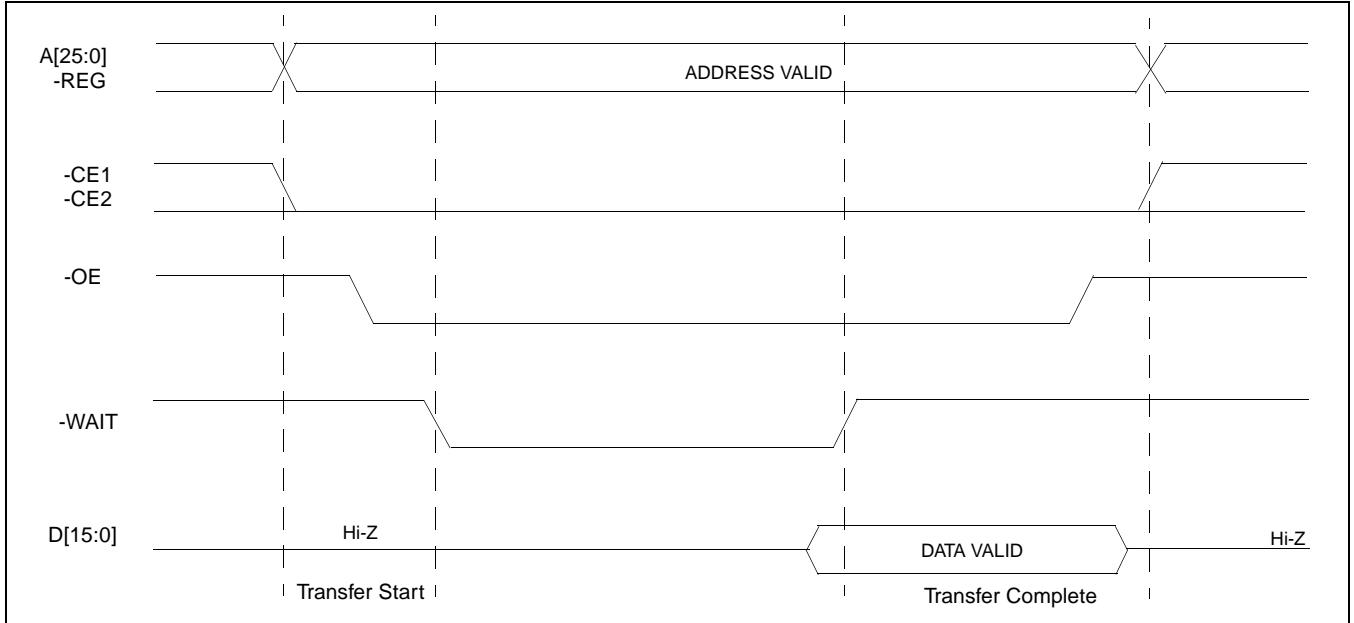 A[25:0]
-REG
ADDRESS VALID
-CE1
-CE2
-OE
-WAIT
D[15:0]
Hi-Z
DATA VALID
Hi-Z
Transfer Start
Transfer Complete